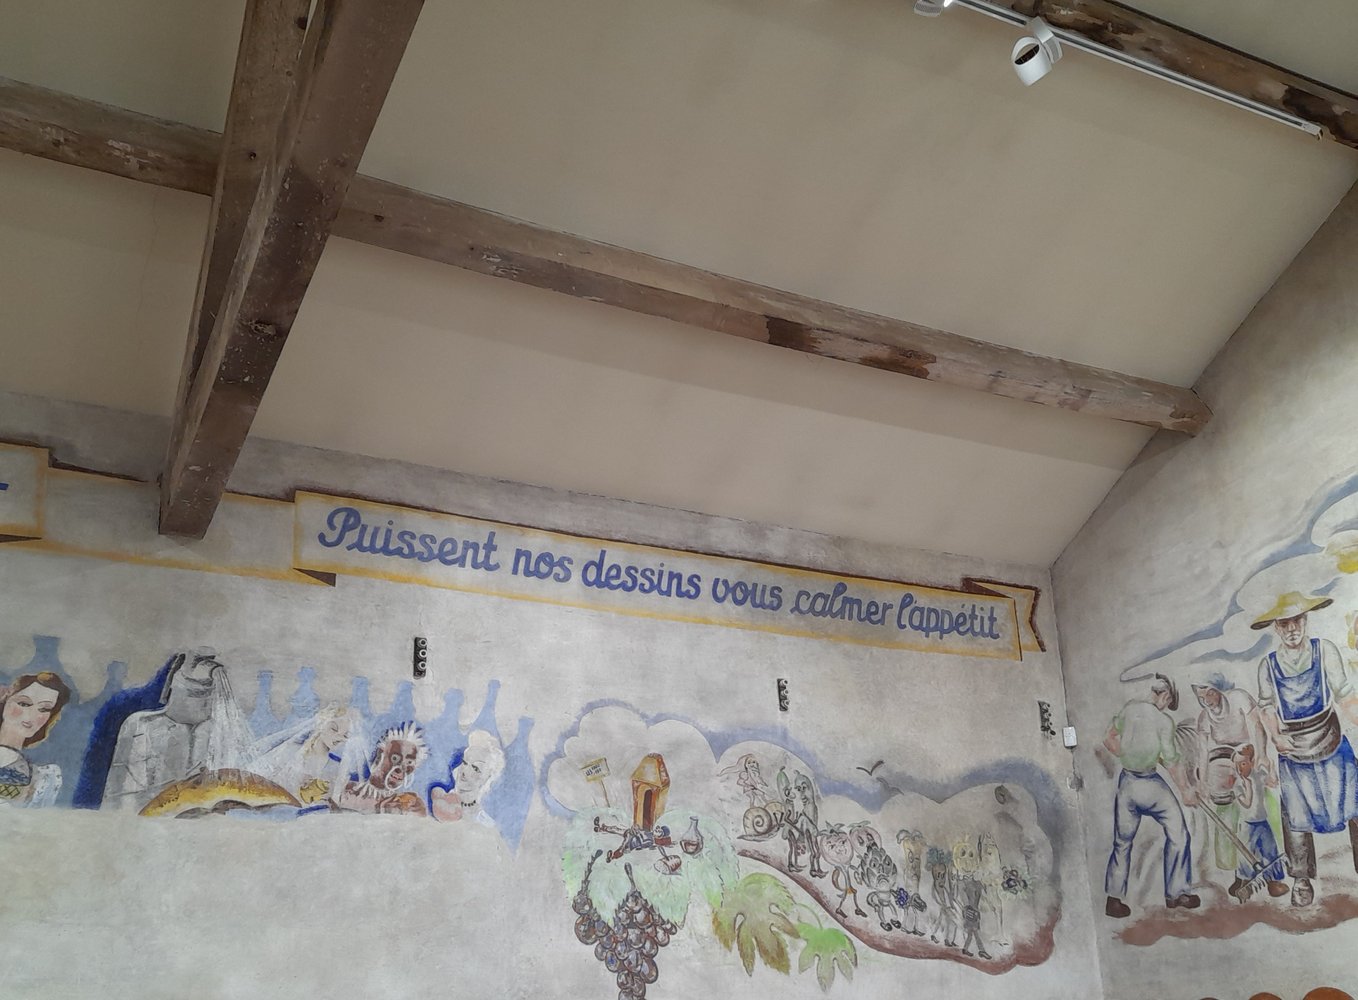 Puissent nos dessins vous calmer l'appétit